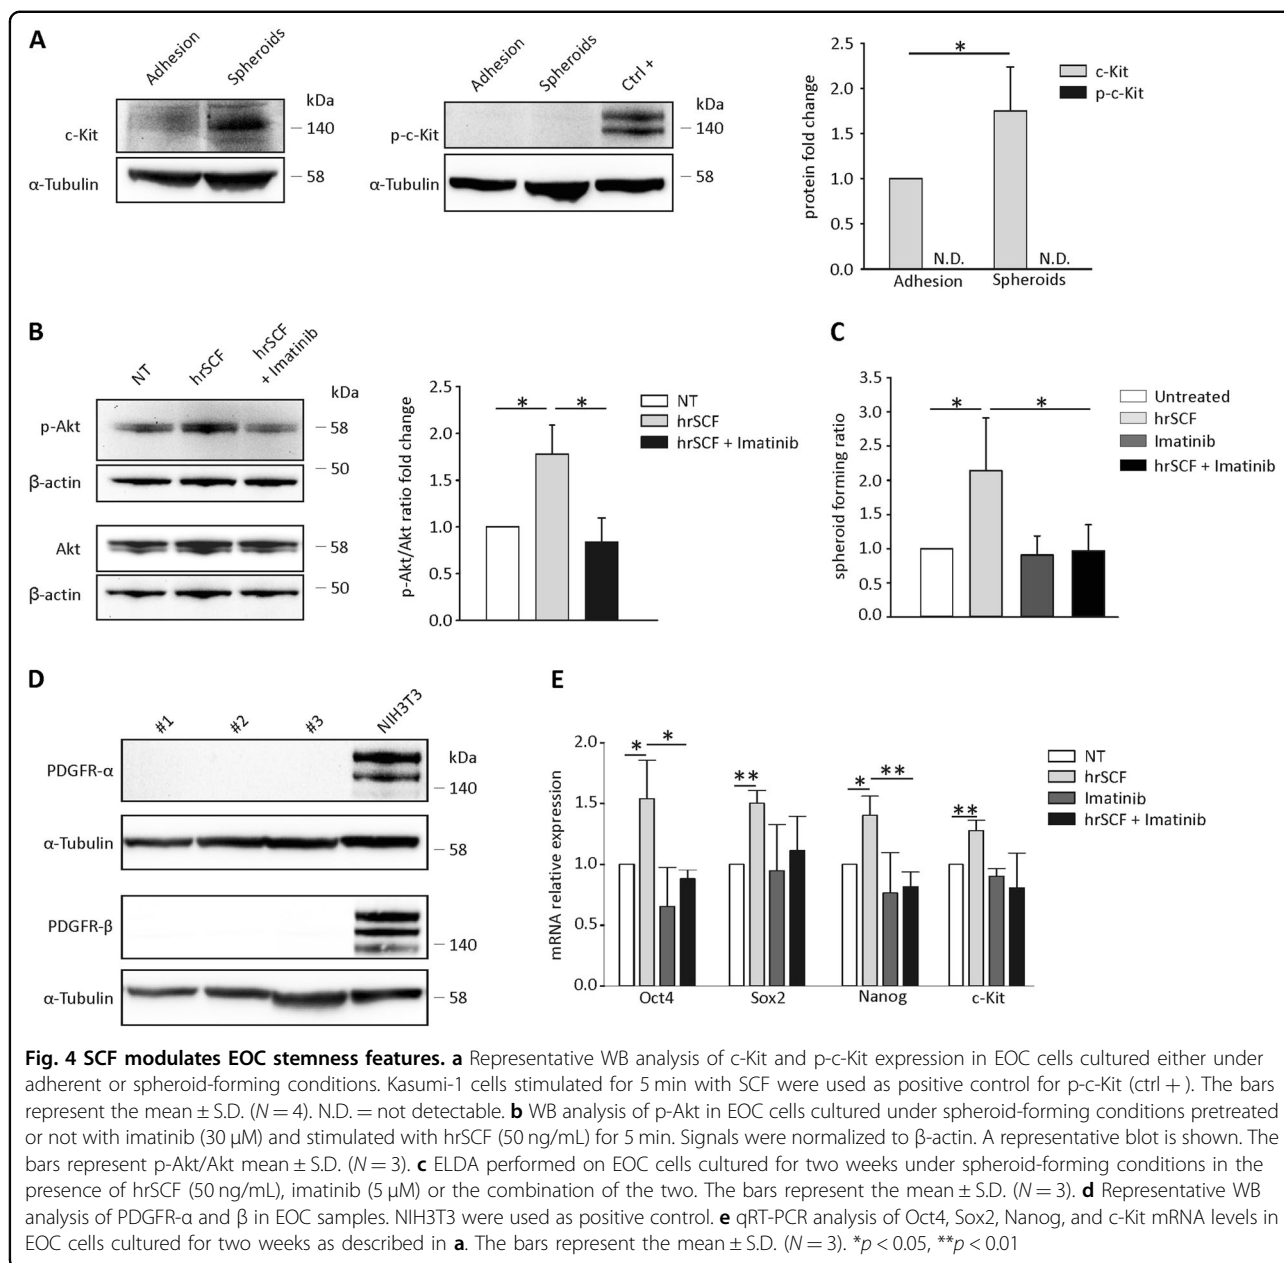 A
Adhesion
Spheroids
kDa
c-Kit
– 140
α-Tubulin
– 58
Adhesion
Spheroids
Ctrl +
kDa
p-c-Kit
– 140
α-Tubulin
– 58
protein fold change
2.5
2.0
1.5
1.0
0.5
0.0
*
N.D.
N.D.
Adhesion
Spheroids
c-Kit
p-c-Kit
B
NT
hrSCF
hrSCF
+ Imatinib
kDa
p-Akt
– 58
– 50
β-actin
Akt
– 58
β-actin
– 50
p-Akt/Akt ratio fold change
2.5
2.0
1.5
1.0
0.5
0.0
*
*
NT
hrSCF
hrSCF + Imatinib
C
spheroid forming ratio
3.5
3.0
2.5
2.0
1.5
1.0
0.5
0.0
*
*
Untreated
hrSCF
Imatinib
hrSCF + Imatinib
D
#1
#2
#3
NIH3T3
kDa
PDGFR-α
– 140
α-Tubulin
– 58
PDGFR-β
– 140
α-Tubulin
– 58
E
mRNA relative expression
2.0
1.5
1.0
0.5
0.0
*
*
**
*
**
**
Oct4
Sox2
Nanog
c-Kit
NT
hrSCF
Imatinib
hrSCF + Imatinib
Fig. 4 SCF modulates EOC stemness features. a Representative WB analysis of c-Kit and p-c-Kit expression in EOC cells cultured either under
adherent or spheroid-forming conditions. Kasumi-1 cells stimulated for 5 min with SCF were used as positive control for p-c-Kit (ctrl +). The bars
represent the mean ± S.D. (N = 4). N.D. = not detectable. b WB analysis of p-Akt in EOC cells cultured under spheroid-forming conditions pretreated
or not with imatinib (30 μM) and stimulated with hrSCF (50 ng/mL) for 5 min. Signals were normalized to β-actin. A representative blot is shown. The
bars represent p-Akt/Akt mean ± S.D. (N = 3). c ELDA performed on EOC cells cultured for two weeks under spheroid-forming conditions in the
presence of hrSCF (50 ng/mL), imatinib (5 μM) or the combination of the two. The bars represent the mean ± S.D. (N = 3). d Representative WB
analysis of PDGFR-α and β in EOC samples. NIH3T3 were used as positive control. e qRT-PCR analysis of Oct4, Sox2, Nanog, and c-Kit mRNA levels in
EOC cells cultured for two weeks as described in a. The bars represent the mean ± S.D. (N = 3). *p < 0.05, **p < 0.01